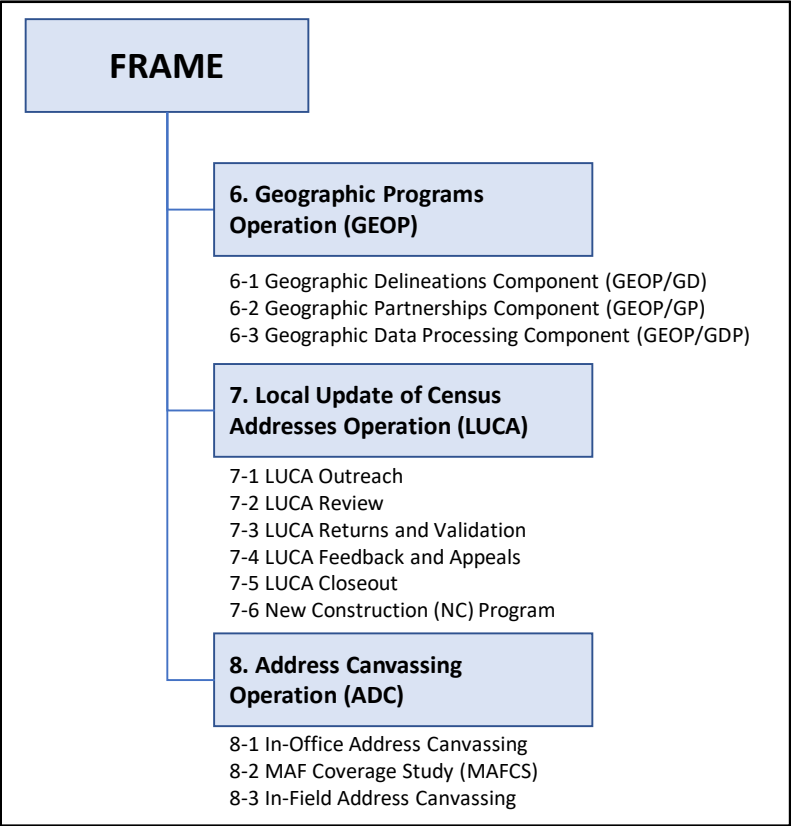 FRAME
6. Geographic Programs
Operation (GEOP)
6-1 Geographic Delineations Component (GEOP/GD)
6-2 Geographic Partnerships Component (GEOP/GP)
6-3 Geographic Data Processing Component (GEOP/GDP)
7. Local Update of Census
Addresses Operation (LUCA)
7-1 LUCA Outreach
7-2 LUCA Review
7-3 LUCA Returns and Validation
7-4 LUCA Feedback and Appeals
7-5 LUCA Closeout
7-6 New Construction (NC) Program
8. Address Canvassing
Operation (ADC)
8-1 In-Office Address Canvassing
8-2 MAF Coverage Study (MAFCS)
8-3 In-Field Address Canvassing